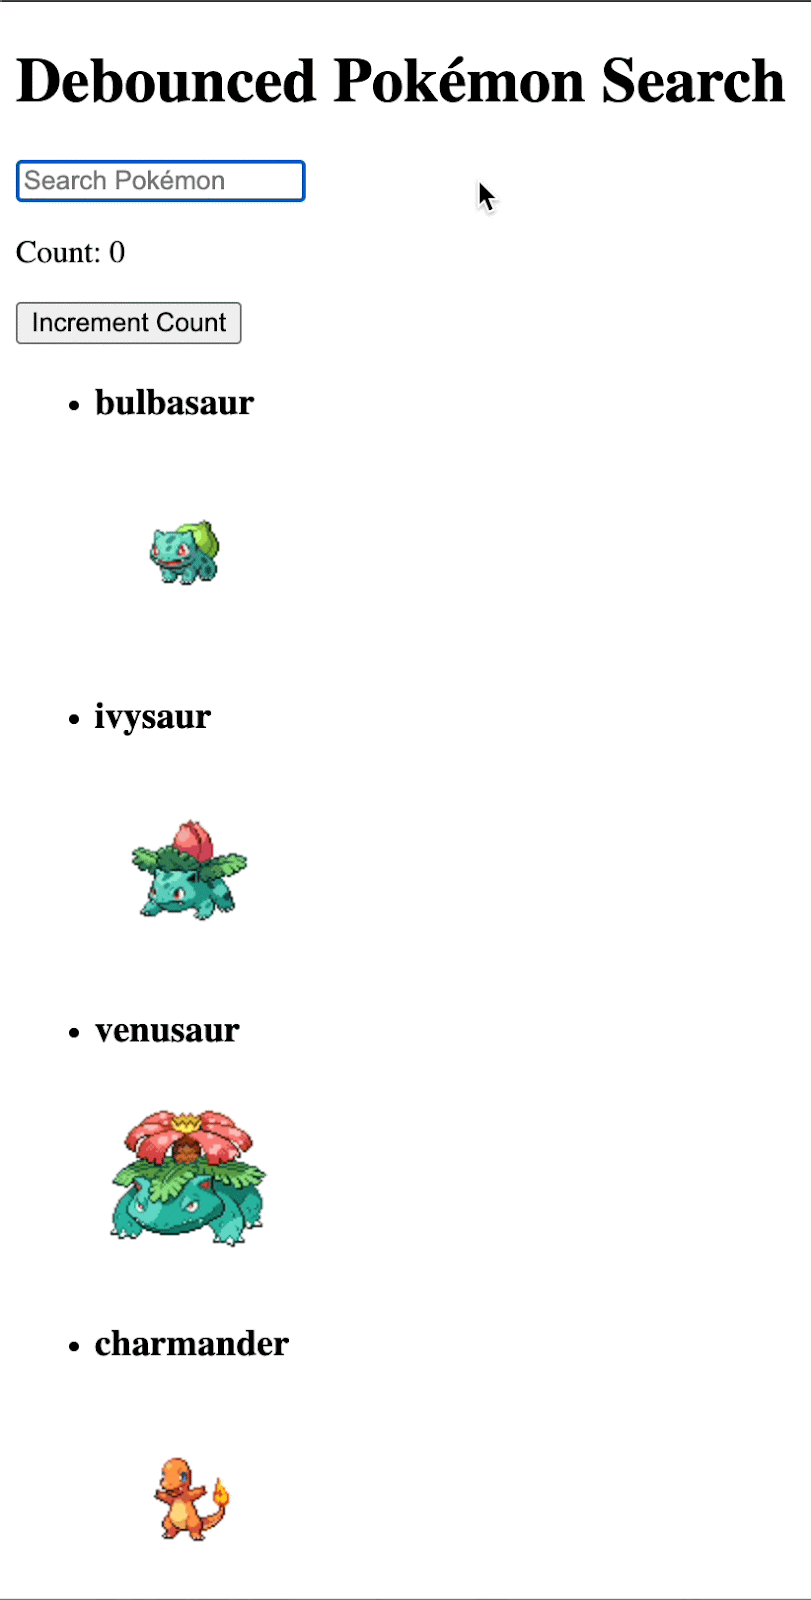 Debounced Pokémon Search
Search Pokémon
Count: 0
Increment Count
bulbasaur
ivysaur
venusaur
charmander